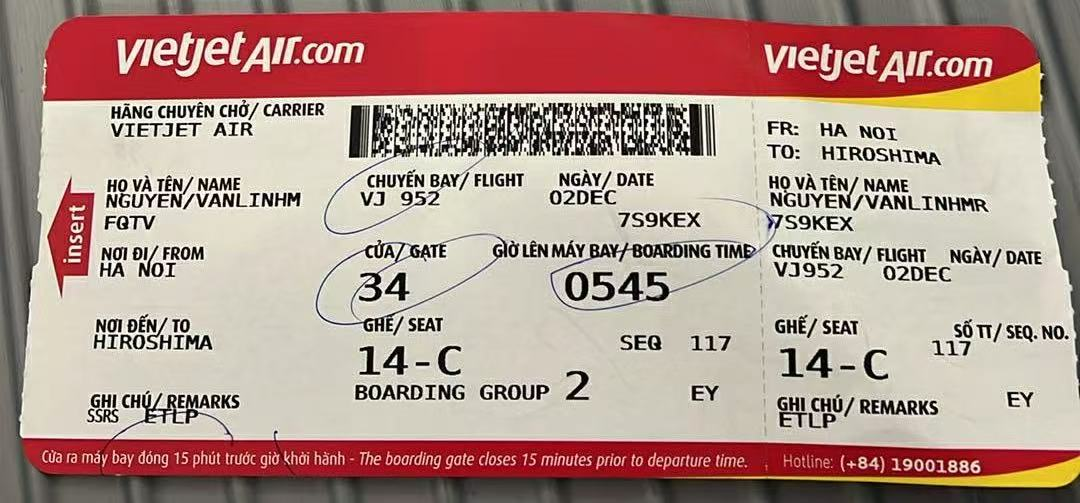 vietjetAir.com
HÃNG CHUYÊN CHỞ/ CARRIER
VIETJET AIR
HỌ VÀ TÊN/ NAME
NGUYEN/VANLINHM
FQTV
NƠI ĐI/ FROM
HA NOI
NƠI ĐẾN/ TO
HIROSHIMA
GHI CHÚ/ REMARKS
SSRS ETLP
insert
CHUYẾN BAY/ FLIGHT NGÀY/ DATE
VJ 952 02DEC
7S9KEX
CỬA/ GATE GIỜ LÊN MÁY BAY/ BOARDING TIME
34 0545
GHẾ/ SEAT
14-C SEQ 117
BOARDING GROUP 2 EY
Cửa ra máy bay đóng 15 phút trước giờ khởi hành - The boarding gate closes 15 minutes prior to departure time.
vietjetAir.com
FR: HA NOI
TO: HIROSHIMA
HỌ VÀ TÊN/ NAME
NGUYEN/VANLINHMR
7S9KEX
CHUYẾN BAY/ FLIGHT NGÀY/ DATE
VJ952 02DEC
GHẾ/ SEAT SỐ TT/ SEQ. NO.
14-C 117
GHI CHÚ/ REMARKS EY
ETLP
Hotline: (+84) 19001886